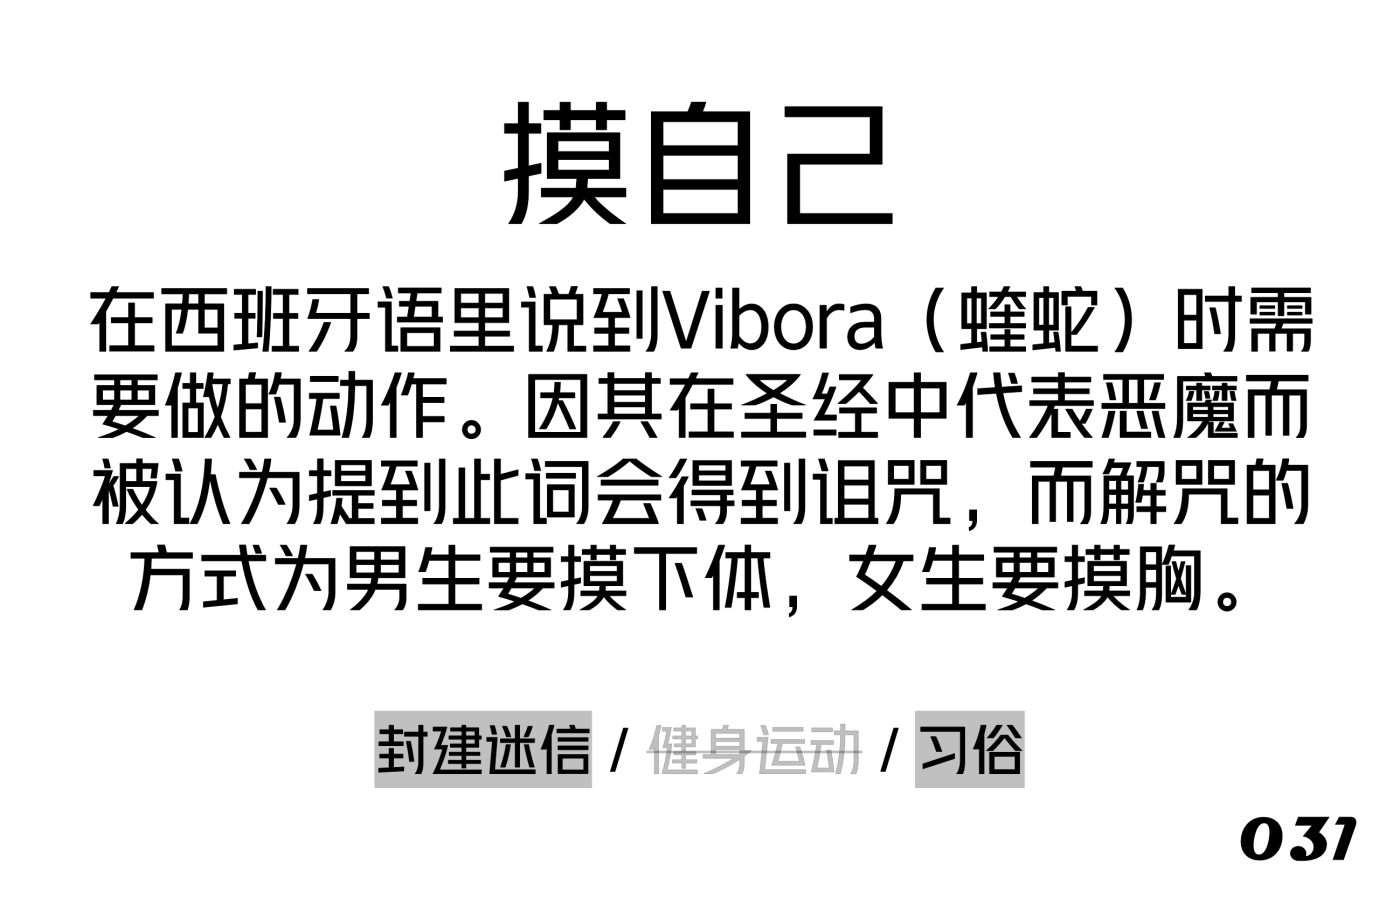 摸自己
在西班牙语里说到Vibora（蝰蛇）时需
要做的动作。因其在圣经中代表恶魔而
被认为提到此词会得到诅咒，而解咒的
方式为男生要摸下体，女生要摸胸。
封建迷信 / 健身运动 / 习俗
031